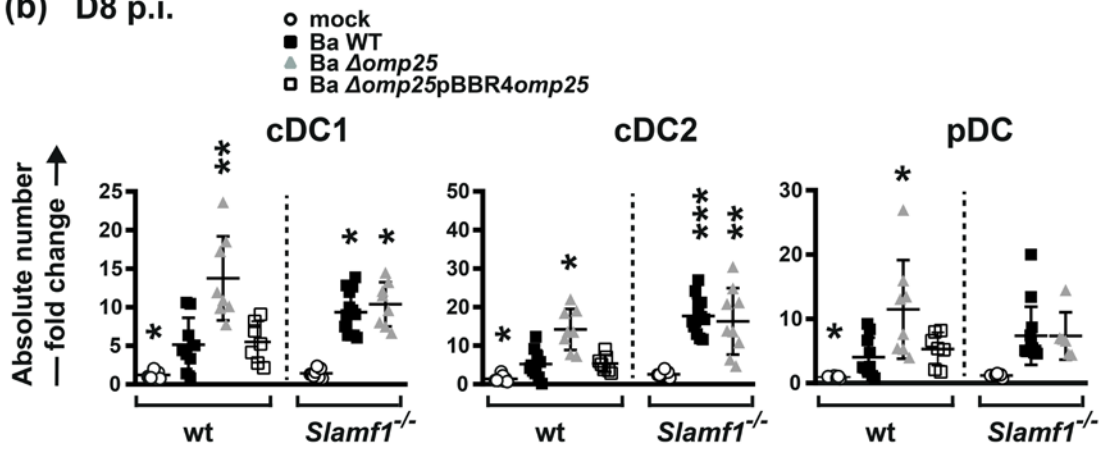 (b) D8 p.i.
mock
Ba WT
Ba Δomp25
Ba Δomp25pBBR4omp25
cDC1
cDC2
pDC
Absolute number
— fold change →
25
20
15
10
5
0
*
**
*
*
wt
Slamf1-/-
50
40
30
20
10
0
*
*
***
**
wt
Slamf1-/-
30
20
10
0
*
*
wt
Slamf1-/-